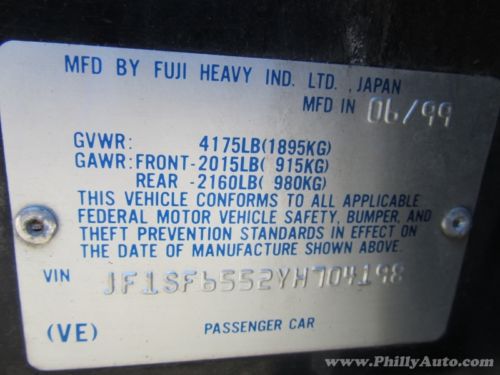 MFD BY FUJI HEAVY IND. LTD., JAPAN
MFD IN 06/99
GVWR: 4175LB(1895KG)
GAWR: FRONT-2015LB( 915KG)
REAR -2160LB( 980KG)
THIS VEHICLE CONFORMS TO ALL APPLICABLE
FEDERAL MOTOR VEHICLE SAFETY, BUMPER, AND
THEFT PREVENTION STANDARDS IN EFFECT ON
THE DATE OF MANUFACTURE SHOWN ABOVE.
VIN JF1SF6552YH704198
(VE) PASSENGER CAR
www.PhillyAuto.com